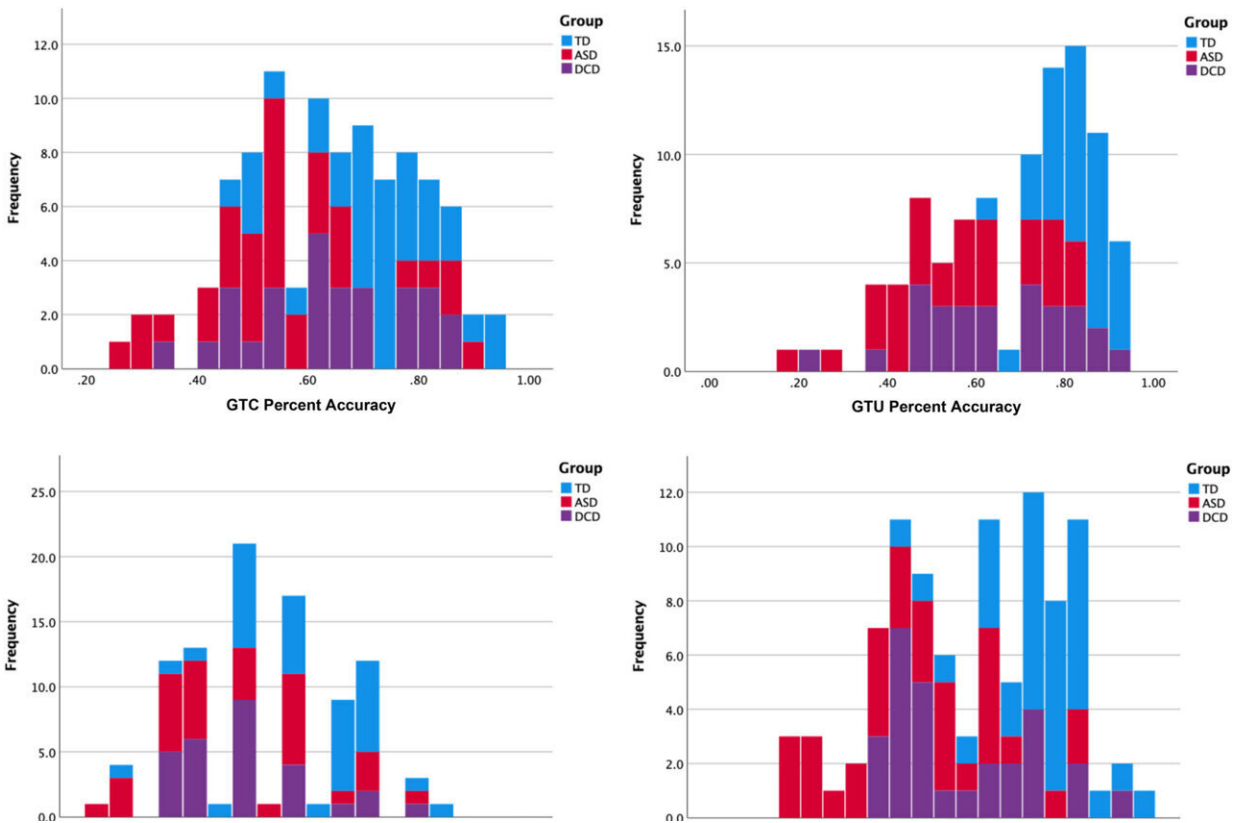 Group
TD
ASD
DCD
12.0
10.0
8.0
6.0
4.0
2.0
0.0
Frequency
.20 .40 .60 .80 1.00
GTC Percent Accuracy
Group
TD
ASD
DCD
15.0
10.0
5.0
0.0
Frequency
.00 .20 .40 .60 .80 1.00
GTU Percent Accuracy
Group
TD
ASD
DCD
25.0
20.0
15.0
10.0
5.0
0.0
Frequency
Group
TD
ASD
DCD
12.0
10.0
8.0
6.0
4.0
2.0
0.0
Frequency